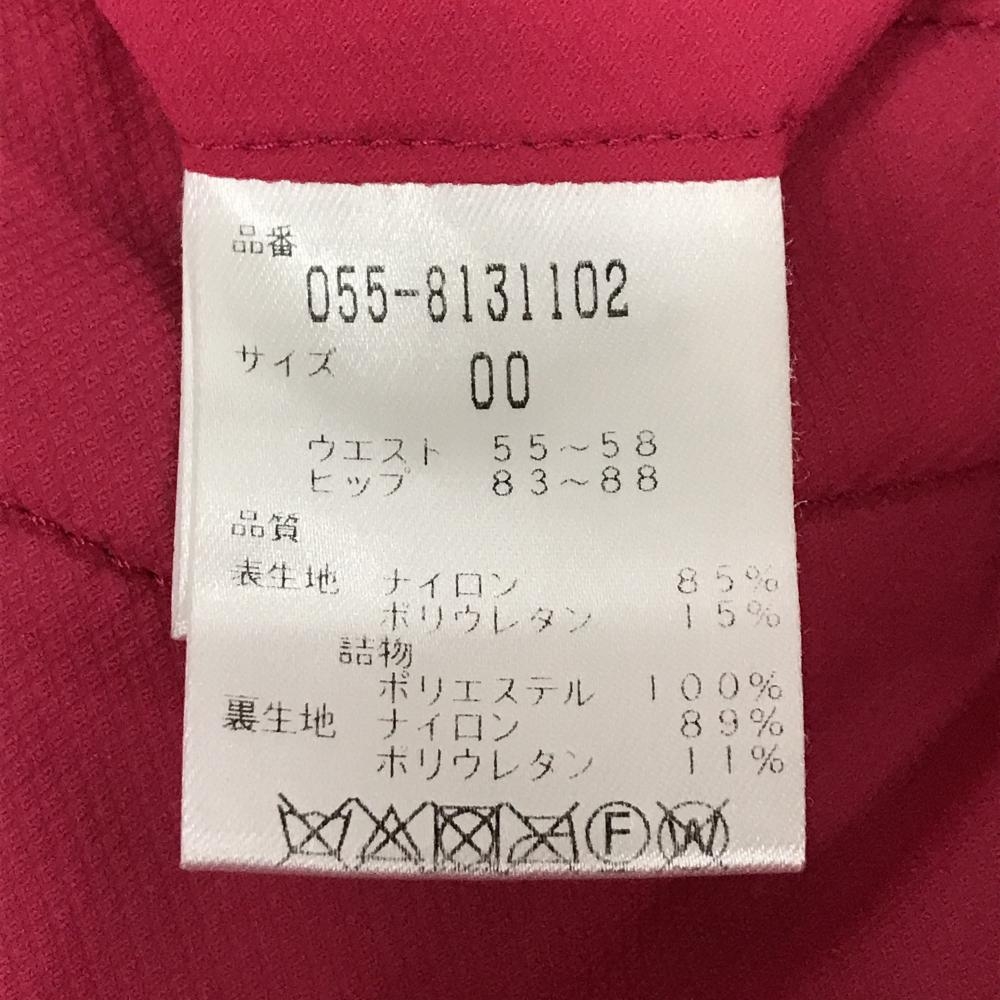 品番
055-8131102
サイズ 00
ウエスト 55~58
ヒップ 83~88
品質
表生地 ナイロン 85%
ポリウレタン 15%
詰物
ポリエステル 100%
裏生地 ナイロン 89%
ポリウレタン 11%
F W